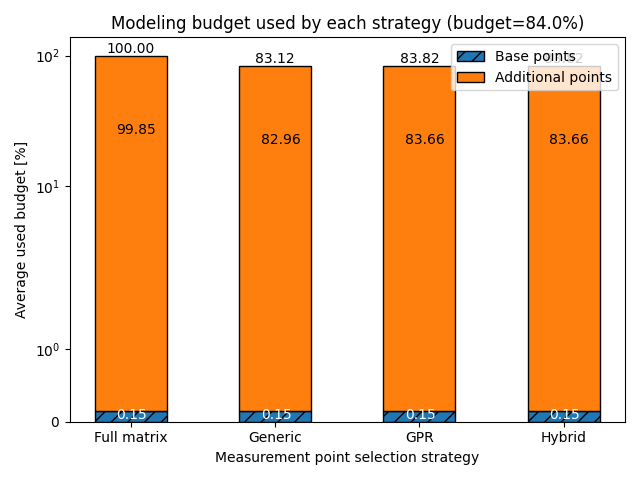 Modeling budget used by each strategy (budget=84.0%)
Average used budget [%]
10²
10¹
10⁰
0
100.00
83.12
83.82
99.85
82.96
83.66
83.66
0.15
0.15
0.15
0.15
Base points
Additional points
Full matrix
Generic
GPR
Hybrid
Measurement point selection strategy